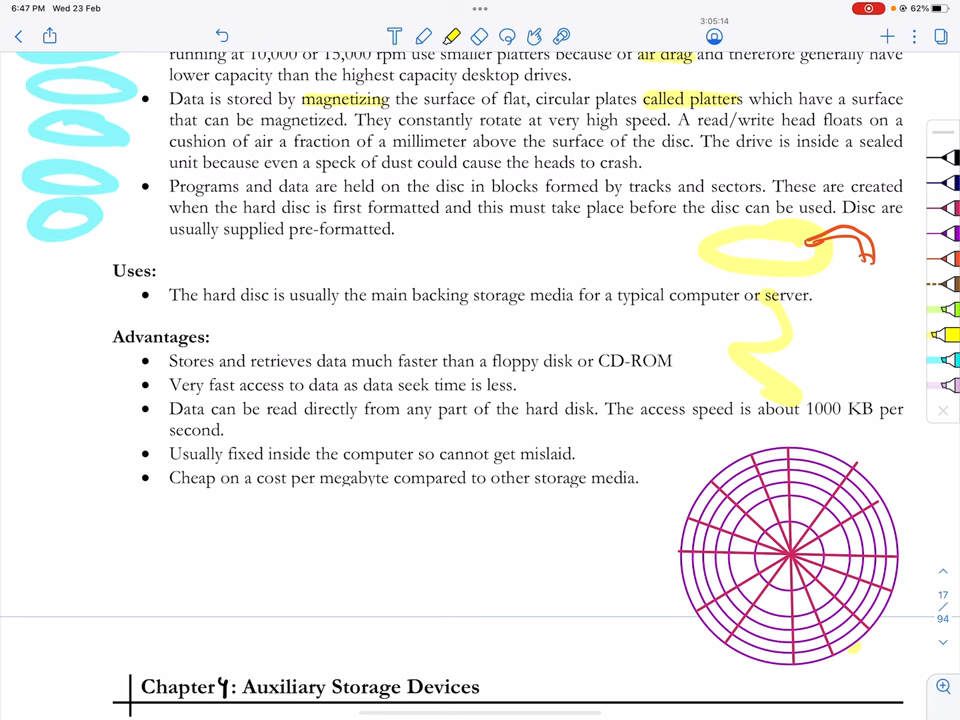 6:47 PM Wed 23 Feb
62%
3:05:14
T
running at 10,000 or 15,000 rpm use smaller platters because of air drag and therefore generally have
lower capacity than the highest capacity desktop drives.
• Data is stored by magnetizing the surface of flat, circular plates called platters which have a surface
that can be magnetized. They constantly rotate at very high speed. A read/write head floats on a
cushion of air a fraction of a millimeter above the surface of the disc. The drive is inside a sealed
unit because even a speck of dust could cause the heads to crash.
• Programs and data are held on the disc in blocks formed by tracks and sectors. These are created
when the hard disc is first formatted and this must take place before the disc can be used. Disc are
usually supplied pre-formatted.
Uses:
• The hard disc is usually the main backing storage media for a typical computer or server.
Advantages:
• Stores and retrieves data much faster than a floppy disk or CD-ROM
• Very fast access to data as data seek time is less.
• Data can be read directly from any part of the hard disk. The access speed is about 1000 KB per
second.
• Usually fixed inside the computer so cannot get mislaid.
• Cheap on a cost per megabyte compared to other storage media.
17
/
94
Chapter 4: Auxiliary Storage Devices